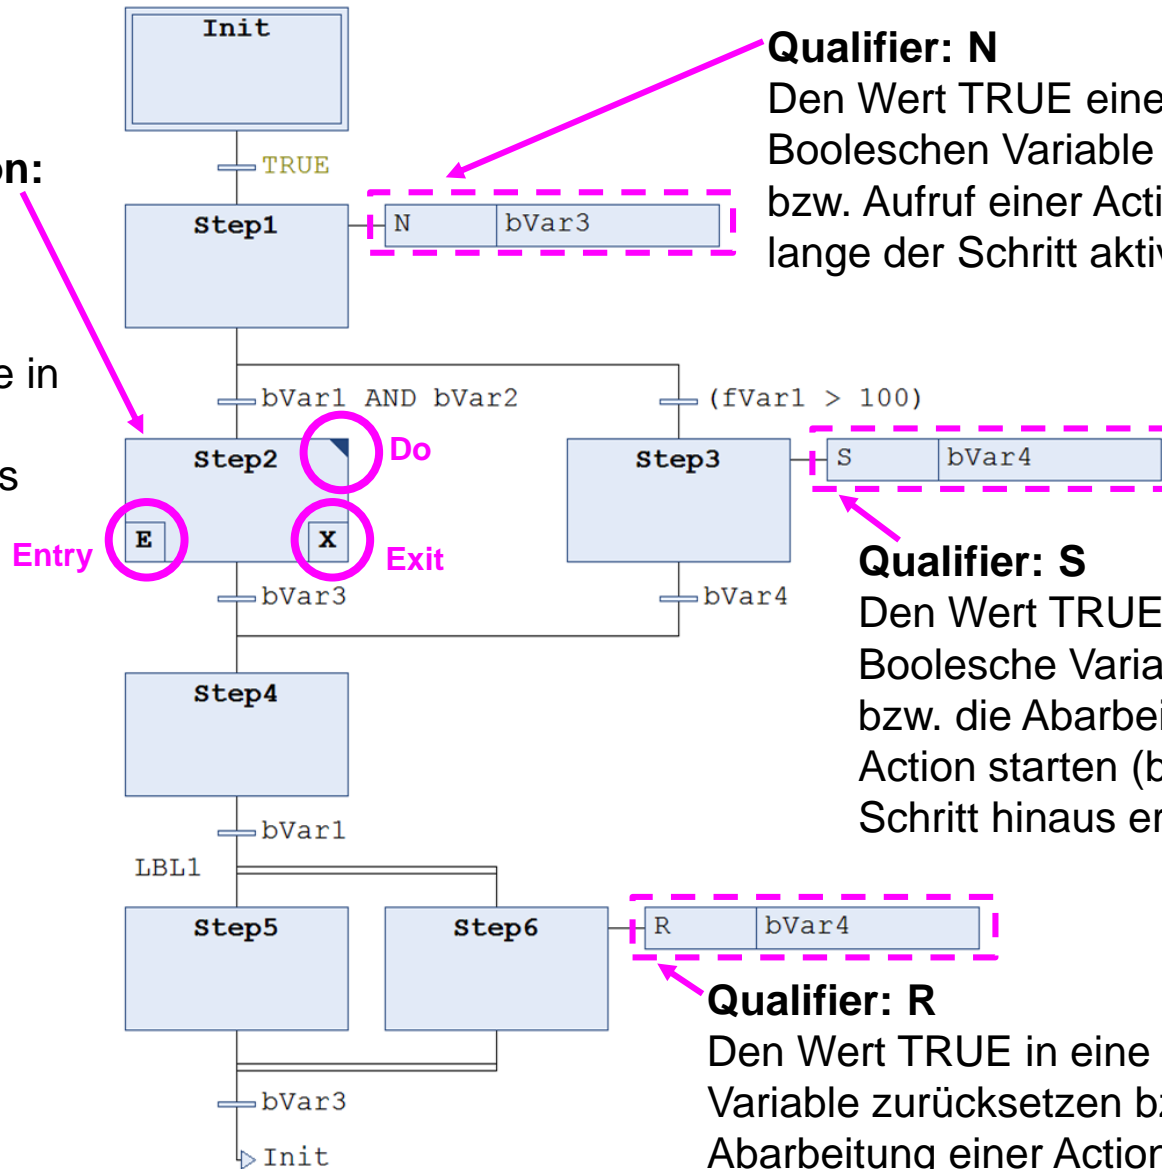 Init
Qualifier: N
Den Wert TRUE eine
Booleschen Variable
bzw. Aufruf einer Acti
lange der Schritt aktiv
on:
TRUE
Step1
N bVar3
e in
s
bVar1 AND bVar2
(fVar1 > 100)
Step2
Do
Step3
S bVar4
Entry
E
X
Exit
bVar3
bVar4
Qualifier: S
Den Wert TRUE
Boolesche Varia
bzw. die Abarbei
Action starten (b
Schritt hinaus er
Step4
bVar1
LBL1
Step5
Step6
R bVar4
Qualifier: R
Den Wert TRUE in eine
Variable zurücksetzen bz
Abarbeitung einer Action
bVar3
Init